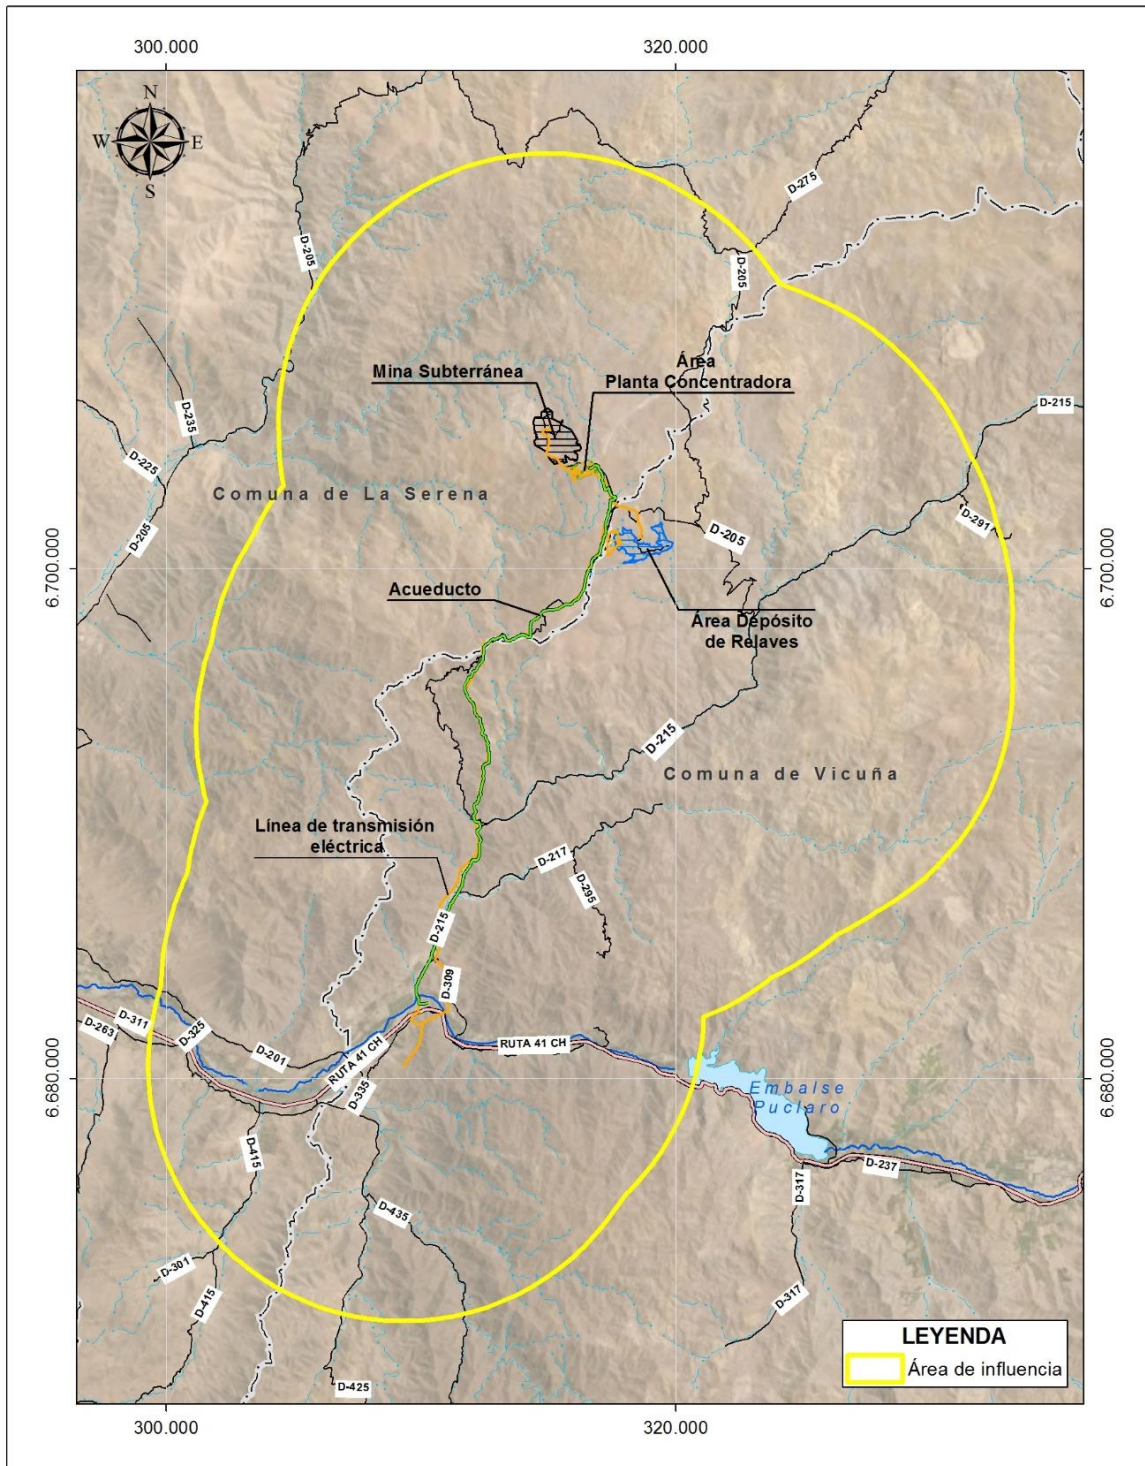 300.000
320.000
N
W
E
S
D-275
D-205
D-205
Área
Planta Concentradora
Mina Subterránea
D-215
D-235
D-225
Comuna de La Serena
D-291
D-205
D-205
6.700.000
6.700.000
Acueducto
Área Depósito
de Relaves
D-215
Comuna de Vicuña
Línea de transmisión
eléctrica
D-217
D-295
D-215
D-309
D-311
D-263
D-325
D-201
RUTA 41 CH
RUTA 41 CH
6.680.000
6.680.000
D-335
Embalse
Puclaro
D-415
D-237
D-317
D-435
D-301
D-415
D-317
D-425
LEYENDA
Área de influencia
300.000
320.000